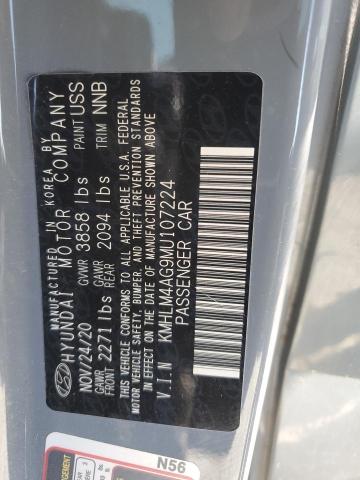 MANUFACTURED IN KOREA BY
HYUNDAI MOTOR COMPANY
NOV/24/20 GVWR 3858 lbs PAINT USS
GAWR FRONT 2271 lbs GAWR REAR 2094 lbs TRIM NNB
THIS VEHICLE CONFORMS TO ALL APPLICABLE U.S.A. FEDERAL
MOTOR VEHICLE SAFETY, BUMPER, AND THEFT PREVENTION STANDARDS
IN EFFECT ON THE DATE OF MANUFACTURE SHOWN ABOVE
V.I.N KMHLM4AG9MU107224
PASSENGER CAR
N56